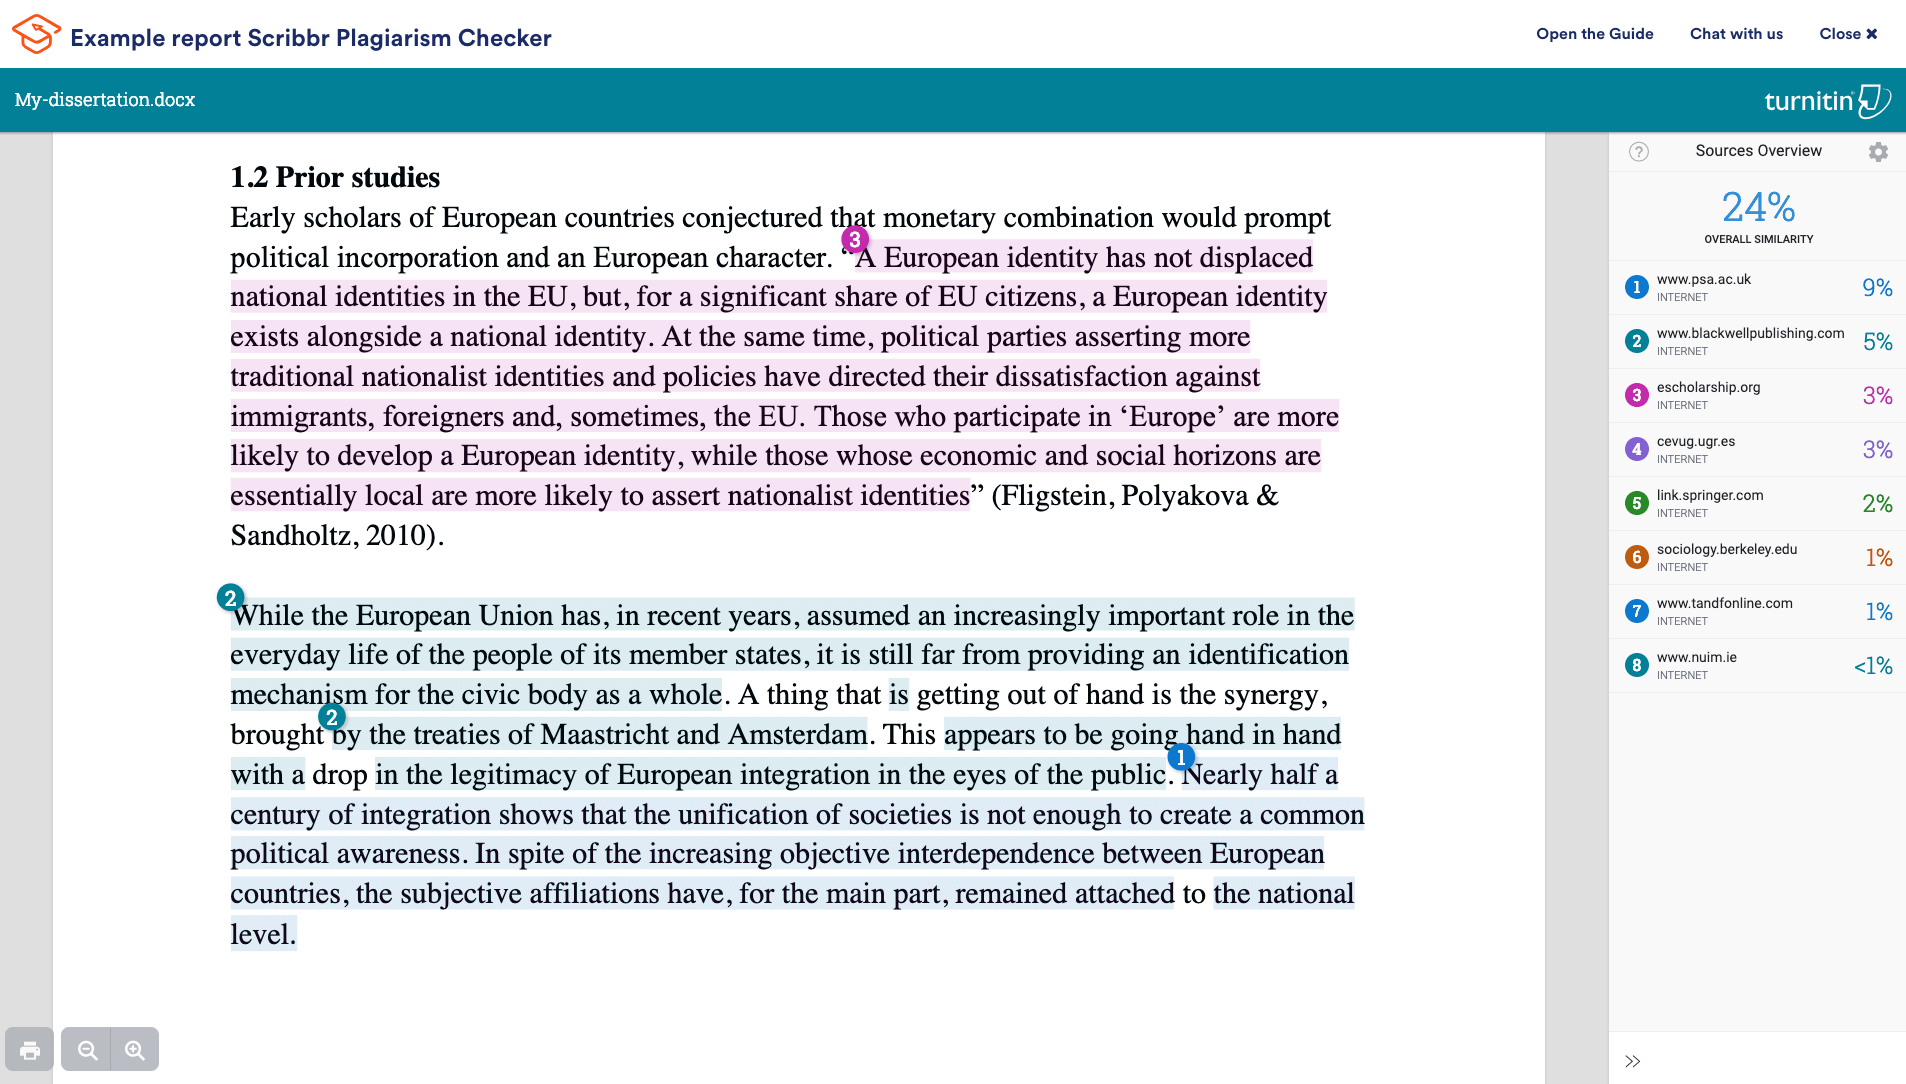 Example report Scribbr Plagiarism Checker
Open the Guide
Chat with us
Close ✖
My-dissertation.docx
turnitin
1.2 Prior studies
Early scholars of European countries conjectured that monetary combination would prompt
political incorporation and an European character. “A European identity has not displaced
national identities in the EU, but, for a significant share of EU citizens, a European identity
exists alongside a national identity. At the same time, political parties asserting more
traditional nationalist identities and policies have directed their dissatisfaction against
immigrants, foreigners and, sometimes, the EU. Those who participate in ‘Europe’ are more
likely to develop a European identity, while those whose economic and social horizons are
essentially local are more likely to assert nationalist identities” (Fligstein, Polyakova &
Sandholtz, 2010).
3
2
While the European Union has, in recent years, assumed an increasingly important role in the
everyday life of the people of its member states, it is still far from providing an identification
mechanism for the civic body as a whole. A thing that is getting out of hand is the synergy,
2
brought by the treaties of Maastricht and Amsterdam. This appears to be going hand in hand
1
with a drop in the legitimacy of European integration in the eyes of the public. Nearly half a
century of integration shows that the unification of societies is not enough to create a common
political awareness. In spite of the increasing objective interdependence between European
countries, the subjective affiliations have, for the main part, remained attached to the national
level.
? Sources Overview
24%
OVERALL SIMILARITY
1 www.psa.ac.uk 9%
INTERNET
2 www.blackwellpublishing.com 5%
INTERNET
3 escholarship.org 3%
INTERNET
4 cevug.ugr.es 3%
INTERNET
5 link.springer.com 2%
INTERNET
6 sociology.berkeley.edu 1%
INTERNET
7 www.tandfonline.com 1%
INTERNET
8 www.nuim.ie <1%
INTERNET